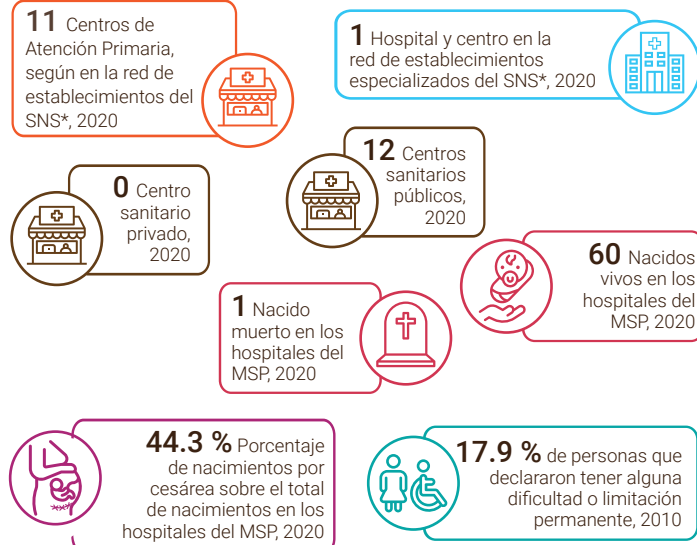 11 Centros de
Atención Primaria,
según en la red de
establecimientos del
SNS*, 2020
1 Hospital y centro en la
red de establecimientos
especializados del SNS*, 2020
0 Centro
sanitario
privado,
2020
12 Centros
sanitarios
públicos,
2020
60 Nacidos
vivos en los
hospitales del
MSP, 2020
1 Nacido
muerto en los
hospitales del
MSP, 2020
44.3 % Porcentaje
de nacimientos por
cesárea sobre el total
de nacimientos en los
hospitales del MSP, 2020
17.9 % de personas que
declararon tener alguna
dificultad o limitación
permanente, 2010